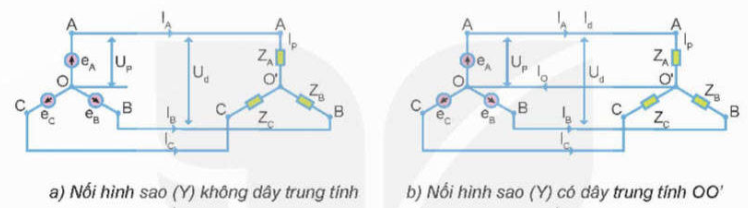 A I_A A
I_p
e_A U_p U_d Z_A
O O'
C e_C e_B B C Z_B
I_B Z_C B
I_C
a) Nối hình sao (Y) không dây trung tính
A I_A I_d A
I_p
e_A U_p U_d Z_A
O I_O O'
C e_C e_B B C Z_B
I_B Z_C B
I_C
b) Nối hình sao (Y) có dây trung tính OO'